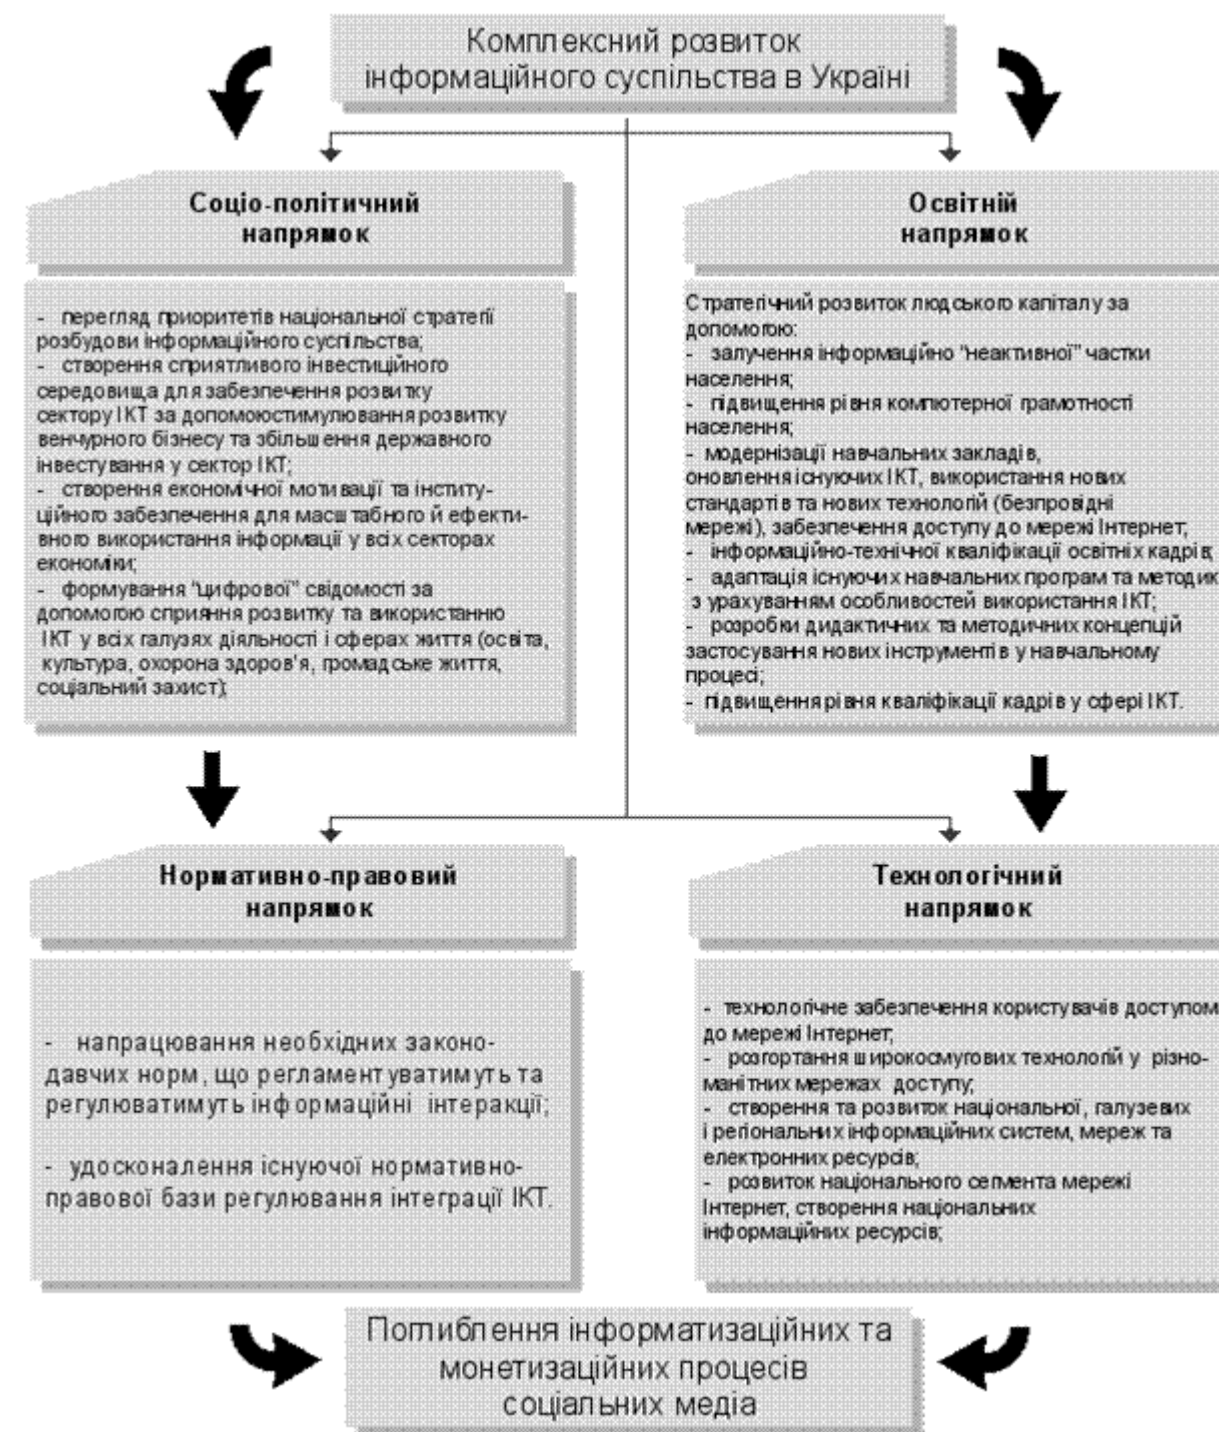 Комплексний розвиток
інформаційного суспільства в Україні
Соціо-політичний
напрямок
- перегляд приоритетів національної стратегії
розбудови інформаційного суспільства;
- створення сприятливого інвестиційного
середовища для забезпечення розвитку
сектору ІКТ за допомоюстимулювання розвитку
венчурного бізнесу та збільшення державного
інвестування у сектор ІКТ;
- створення економічної мотивації та інститу-
ційного забезпечення для масштабного й ефекти-
вного використання інформації у всіх секторах
економіки;
- формування "цифрової" свідомості за
допомогою сприяння розвитку та використанню
ІКТ у всіх галузях діяльності і сферах життя (освіта,
культура, охорона здоров'я, громадське життя,
соціальний захист);
Освітній
напрямок
Стратегічний розвиток людського капіталу за
допомогою:
- залучення інформаційно "неактивної" частки
населення;
- підвищення рівня компютерної грамотності
населення;
- модернізації навчальних закладів,
оновлення існуючих ІКТ, використання нових
стандартів та нових технологій (безпровідні
мережі), забезпечення доступу до мережі Інтернет;
- інформаційно-технічної кваліфікації освітніх кадрів;
- адаптація існуючих навчальних програм та методик
з урахуванням особливостей використання ІКТ;
- розробки дидактичних та методичних концепцій
застосування нових інструментів у навчальному
процесі;
- підвищення рівня кваліфікації кадрів у сфері ІКТ.
Нормативно-правовий
напрямок
- напрацювання необхідних законо-
давчих норм, що регламентуватимуть та
регулюватимуть інформаційні інтеракції;
- удосконалення існуючої нормативно-
правової бази регулювання інтеграції ІКТ.
Технологічний
напрямок
- технологічне забезпечення користувачів доступом
до мережі Інтернет;
- розгортання широкосмугових технологій у різно-
манітних мережах доступу;
- створення та розвиток національної, галузевих
і регіональних інформаційних систем, мереж та
електронних ресурсів;
- розвиток національного сегмента мережі
Інтернет, створення національних
інформаційних ресурсів;
Поглиблення інформатизаційних та
монетизаційних процесів
соціальних медіа